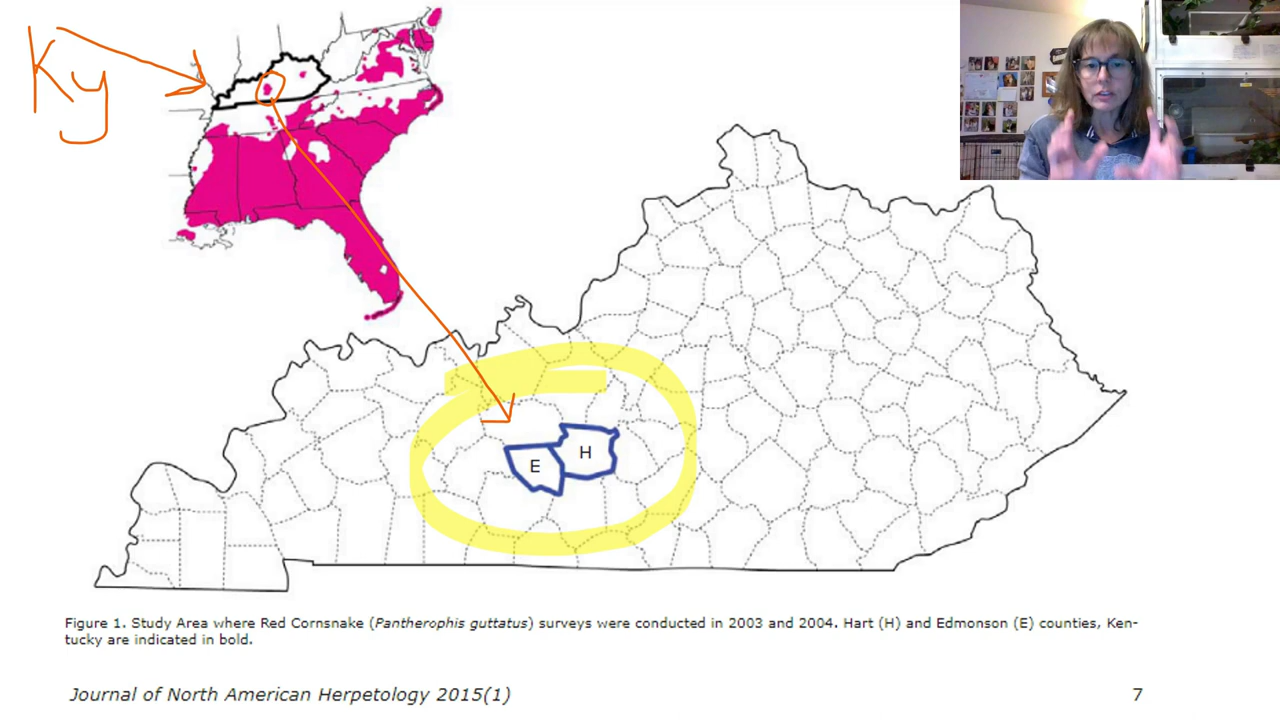 Ky
E
H
Figure 1. Study Area where Red Cornsnake (Pantherophis guttatus) surveys were conducted in 2003 and 2004. Hart (H) and Edmonson (E) counties, Ken-
tucky are indicated in bold.
Journal of North American Herpetology 2015(1)
7